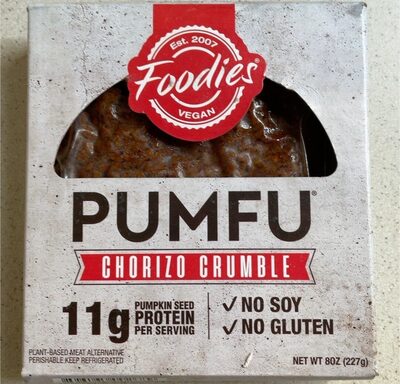 Est. 2007
Foodies®
VEGAN
PUMFU®
CHORIZO CRUMBLE
11g PUMPKIN SEED
PROTEIN
PER SERVING
✓ NO SOY
✓ NO GLUTEN
PLANT-BASED MEAT ALTERNATIVE
PERISHABLE KEEP REFRIGERATED
NET WT 8OZ (227g)